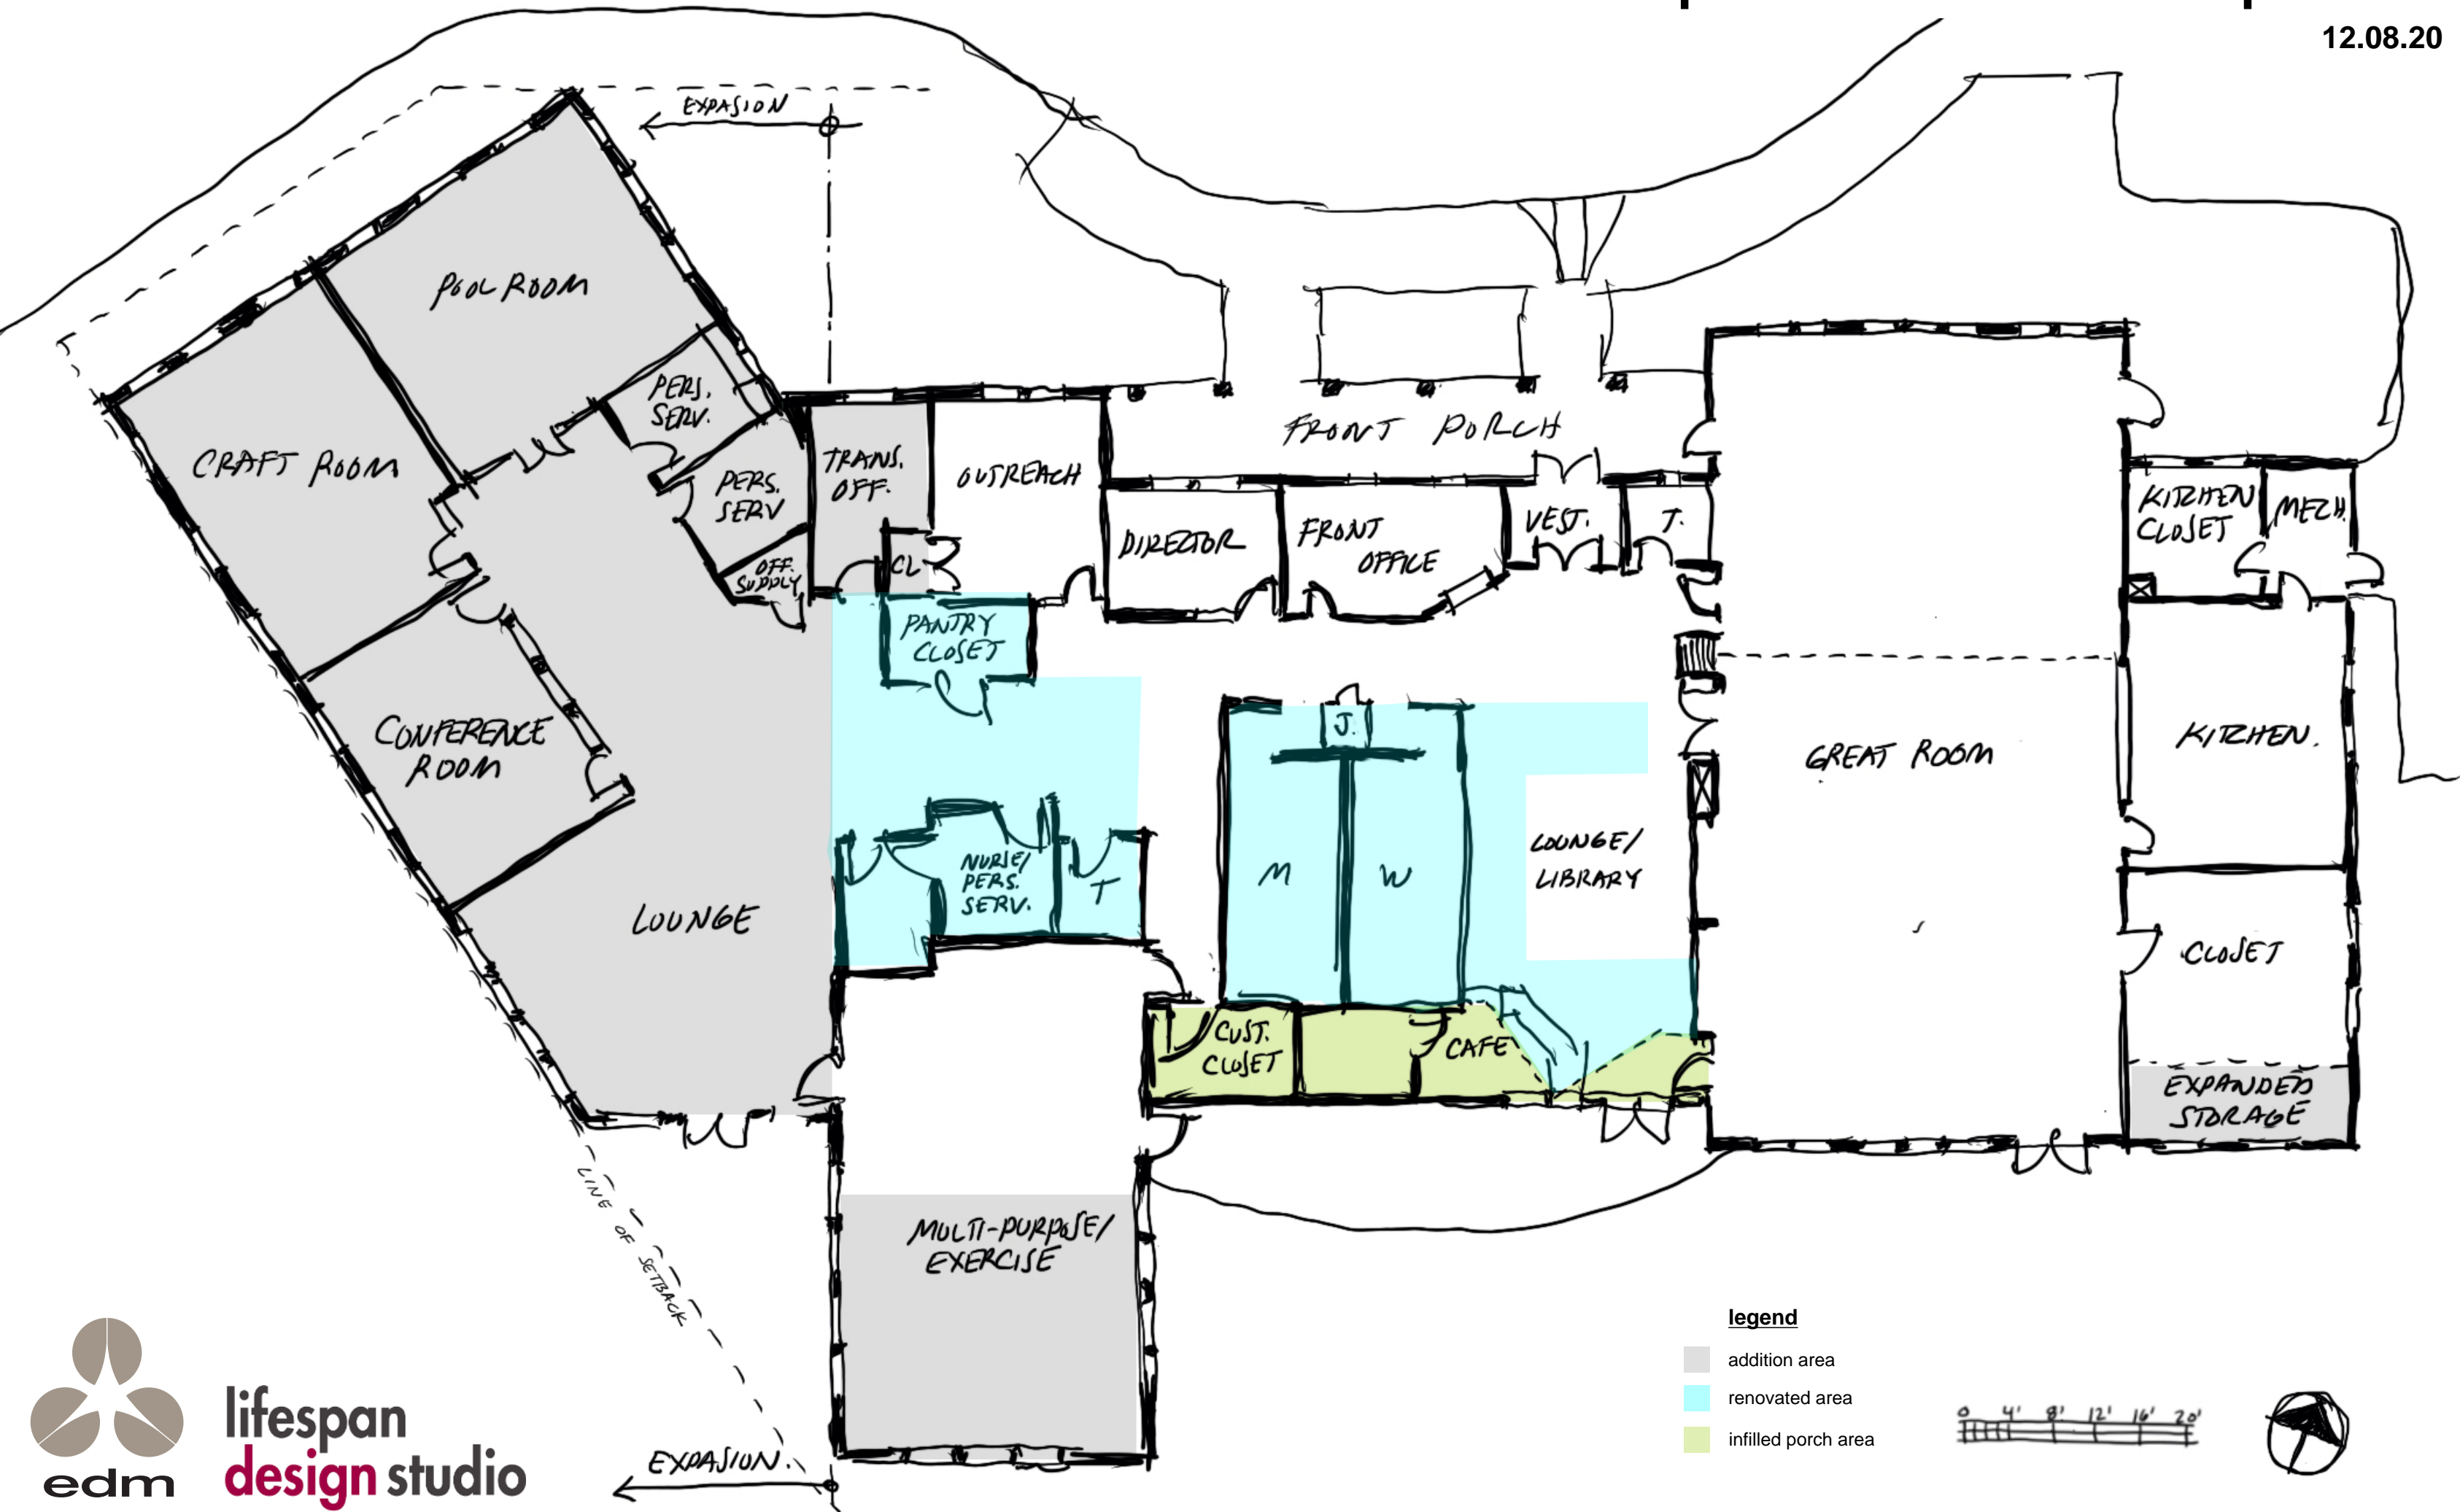 12.08.20
EXPASION
POOL ROOM
CRAFT ROOM
PERS.
SERV.
PERS.
SERV
OFF.
SUPPLY
TRANS.
OFF.
CL
OUTREACH
FRONT PORCH
DIRECTOR
FRONT
OFFICE
VEST.
T.
KITCHEN
CLOSET
MECH.
PANTRY
CLOSET
CONFERENCE
ROOM
J.
GREAT ROOM
KITCHEN.
LOUNGE
NURSE/
PERS.
SERV.
T
M
W
LOUNGE/
LIBRARY
CLOSET
CUST.
CLOSET
CAFE
EXPANDED
STORAGE
LINE OF SETBACK
MULTI-PURPOSE/
EXERCISE
EXPASION.
legend
addition area
renovated area
infilled porch area
0 4' 8' 12' 16' 20'
edm
lifespan
design studio